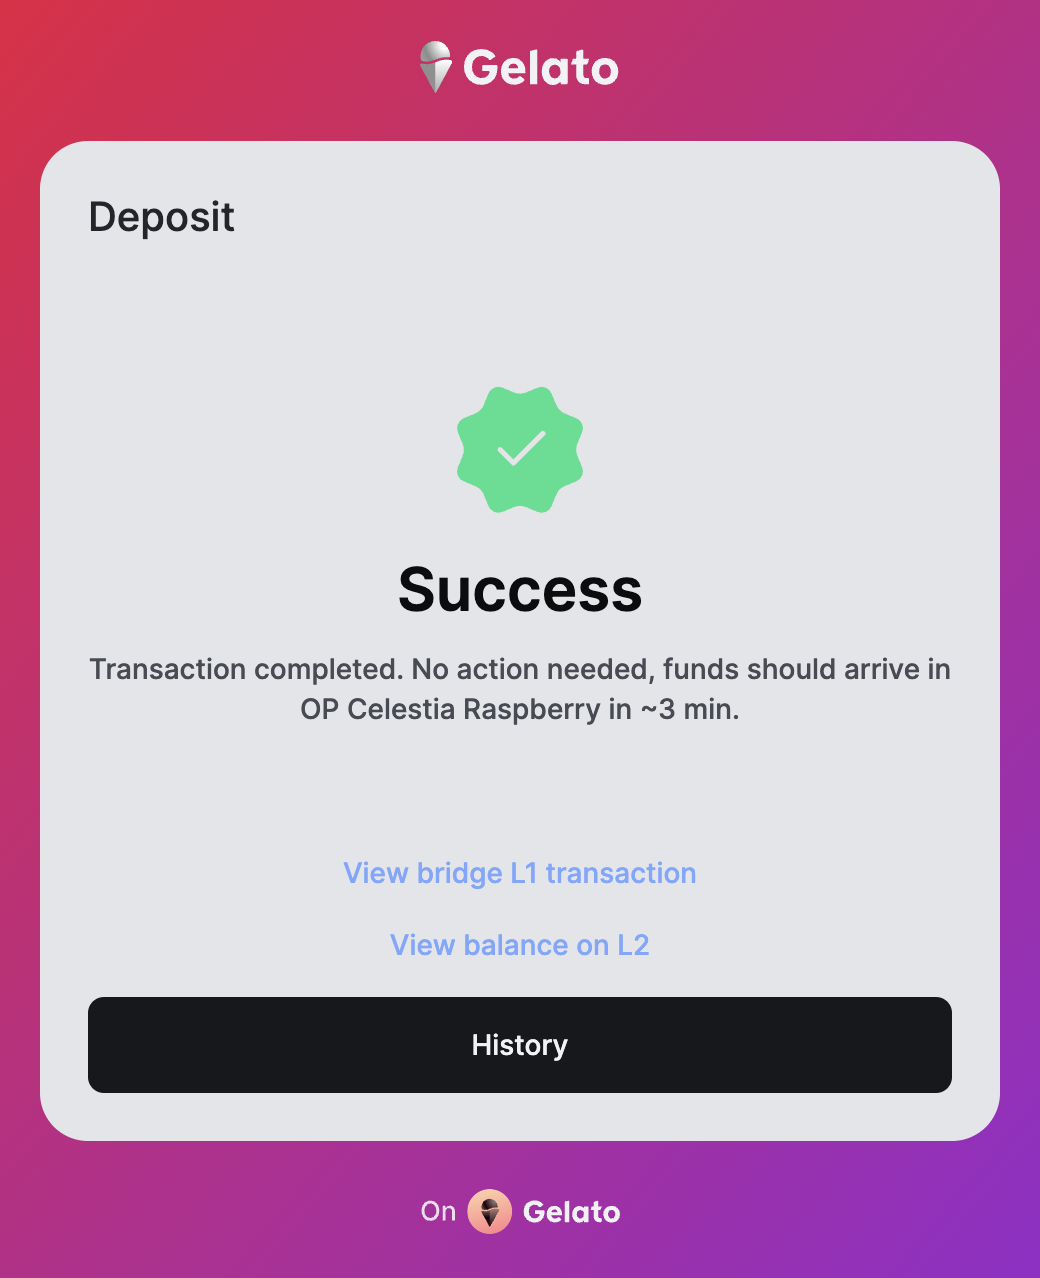 Gelato
Deposit
Success
Transaction completed. No action needed, funds should arrive in
OP Celestia Raspberry in ~3 min.
View bridge L1 transaction
View balance on L2
History
On Gelato